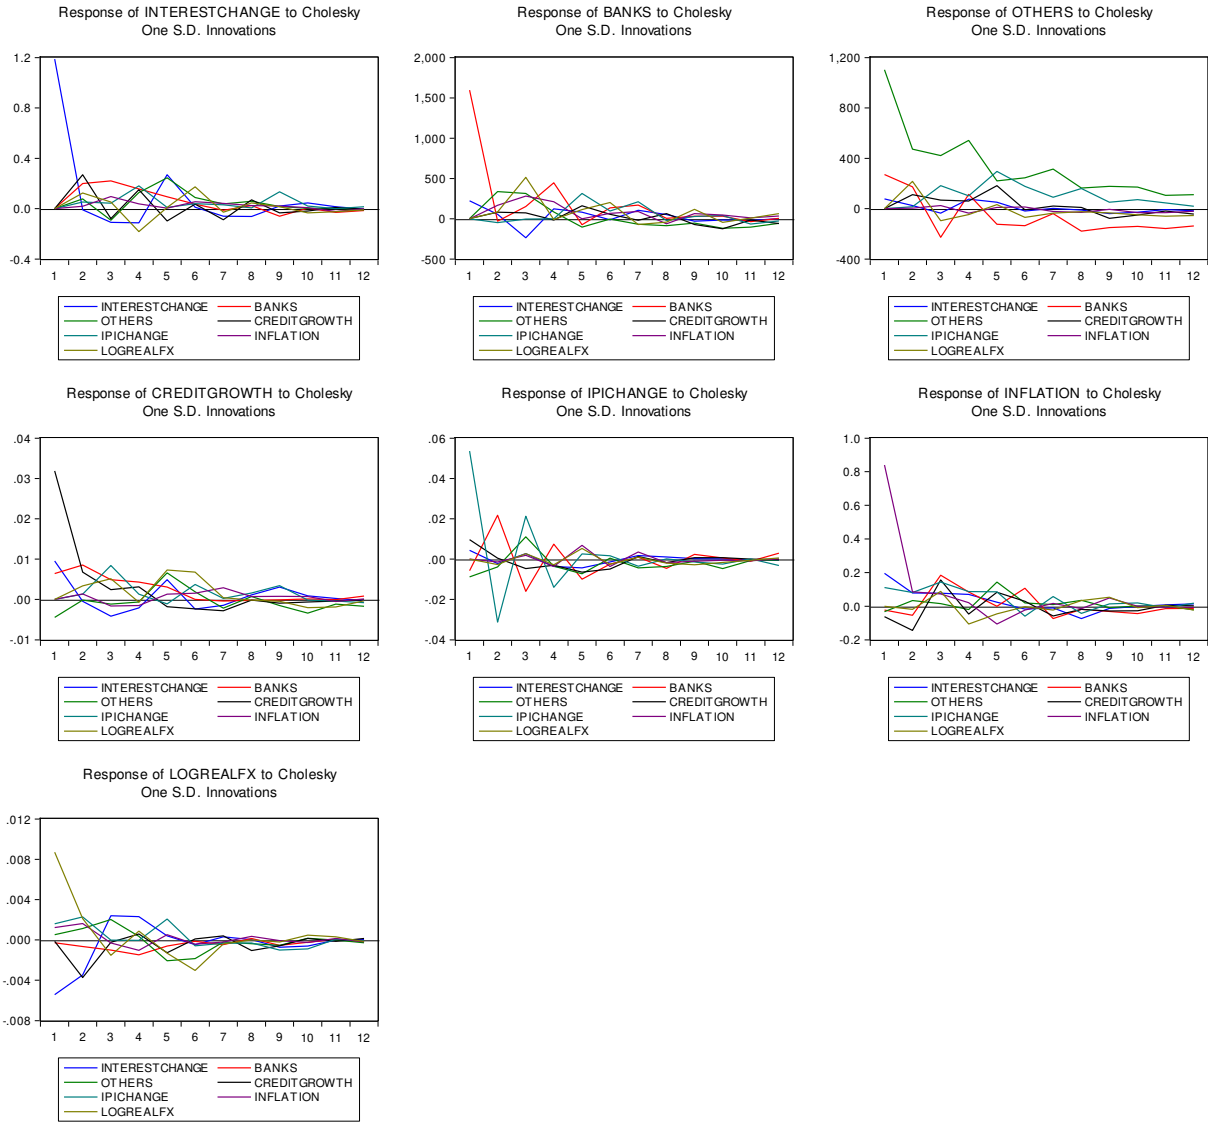 Response of INTERESTCHANGE to Cholesky
One S.D. Innovations
1.2
0.8
0.4
0.0
-0.4
1 2 3 4 5 6 7 8 9 10 11 12
INTERESTCHANGE BANKS
OTHERS CREDITGROWTH
IPICHANGE INFLATION
LOGREALFX
Response of BANKS to Cholesky
One S.D. Innovations
2,000
1,500
1,000
500
0
-500
1 2 3 4 5 6 7 8 9 10 11 12
INTERESTCHANGE BANKS
OTHERS CREDITGROWTH
IPICHANGE INFLATION
LOGREALFX
Response of OTHERS to Cholesky
One S.D. Innovations
1,200
800
400
0
-400
1 2 3 4 5 6 7 8 9 10 11 12
INTERESTCHANGE BANKS
OTHERS CREDITGROWTH
IPICHANGE INFLATION
LOGREALFX
Response of CREDITGROWTH to Cholesky
One S.D. Innovations
.04
.03
.02
.01
.00
-.01
1 2 3 4 5 6 7 8 9 10 11 12
INTERESTCHANGE BANKS
OTHERS CREDITGROWTH
IPICHANGE INFLATION
LOGREALFX
Response of IPICHANGE to Cholesky
One S.D. Innovations
.06
.04
.02
.00
-.02
-.04
1 2 3 4 5 6 7 8 9 10 11 12
INTERESTCHANGE BANKS
OTHERS CREDITGROWTH
IPICHANGE INFLATION
LOGREALFX
Response of INFLATION to Cholesky
One S.D. Innovations
1.0
0.8
0.6
0.4
0.2
0.0
-0.2
1 2 3 4 5 6 7 8 9 10 11 12
INTERESTCHANGE BANKS
OTHERS CREDITGROWTH
IPICHANGE INFLATION
LOGREALFX
Response of LOGREALFX to Cholesky
One S.D. Innovations
.012
.008
.004
.000
-.004
-.008
1 2 3 4 5 6 7 8 9 10 11 12
INTERESTCHANGE BANKS
OTHERS CREDITGROWTH
IPICHANGE INFLATION
LOGREALFX